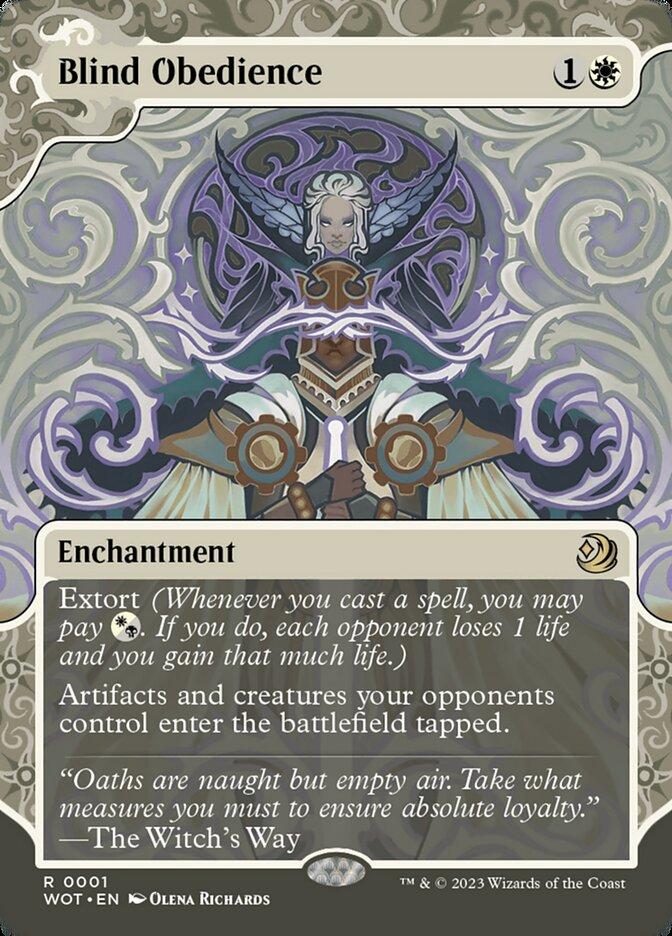 Blind Obedience 1
Enchantment
Extort (Whenever you cast a spell, you may
pay . If you do, each opponent loses 1 life
and you gain that much life.)
Artifacts and creatures your opponents
control enter the battlefield tapped.
“Oaths are naught but empty air. Take what
measures you must to ensure absolute loyalty.”
—The Witch’s Way
R 0001
WOT • EN Olena Richards
™ & © 2023 Wizards of the Coast